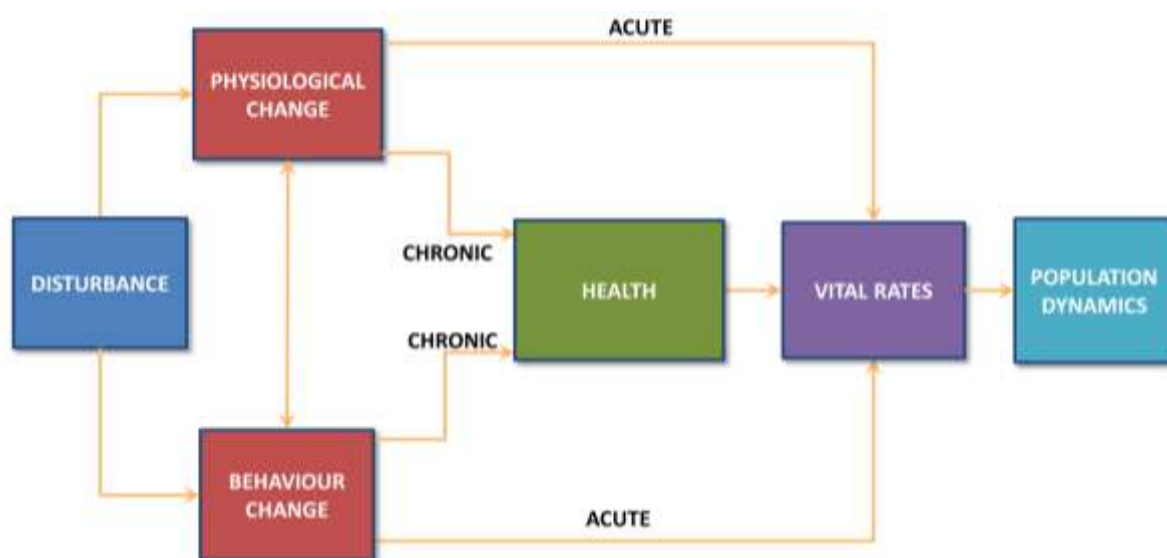 ACUTE
PHYSIOLOGICAL
CHANGE
CHRONIC
DISTURBANCE
HEALTH
VITAL RATES
POPULATION
DYNAMICS
CHRONIC
BEHAVIOUR
CHANGE
ACUTE